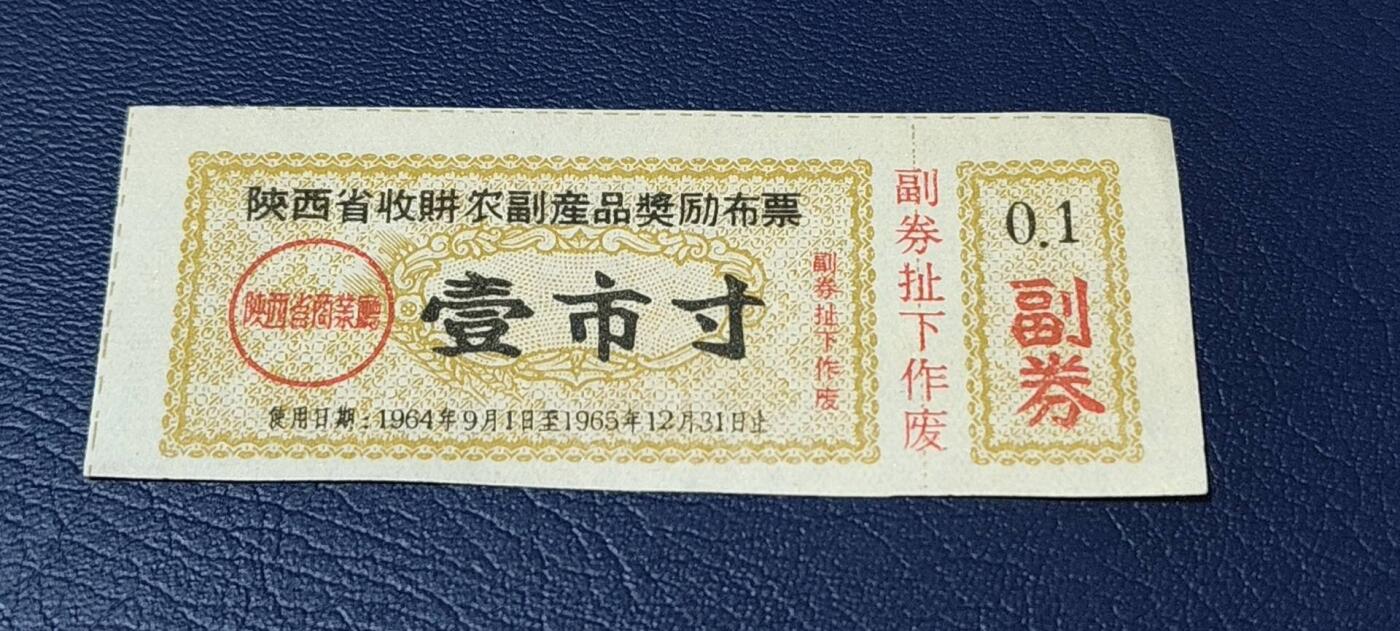 陝西省收購农副産品獎励布票
陕西省商業廳
壹市寸
副券扯下作废
使用日期：1964年9月1日至1965年12月31日止
副券扯下作废
0.1
副券